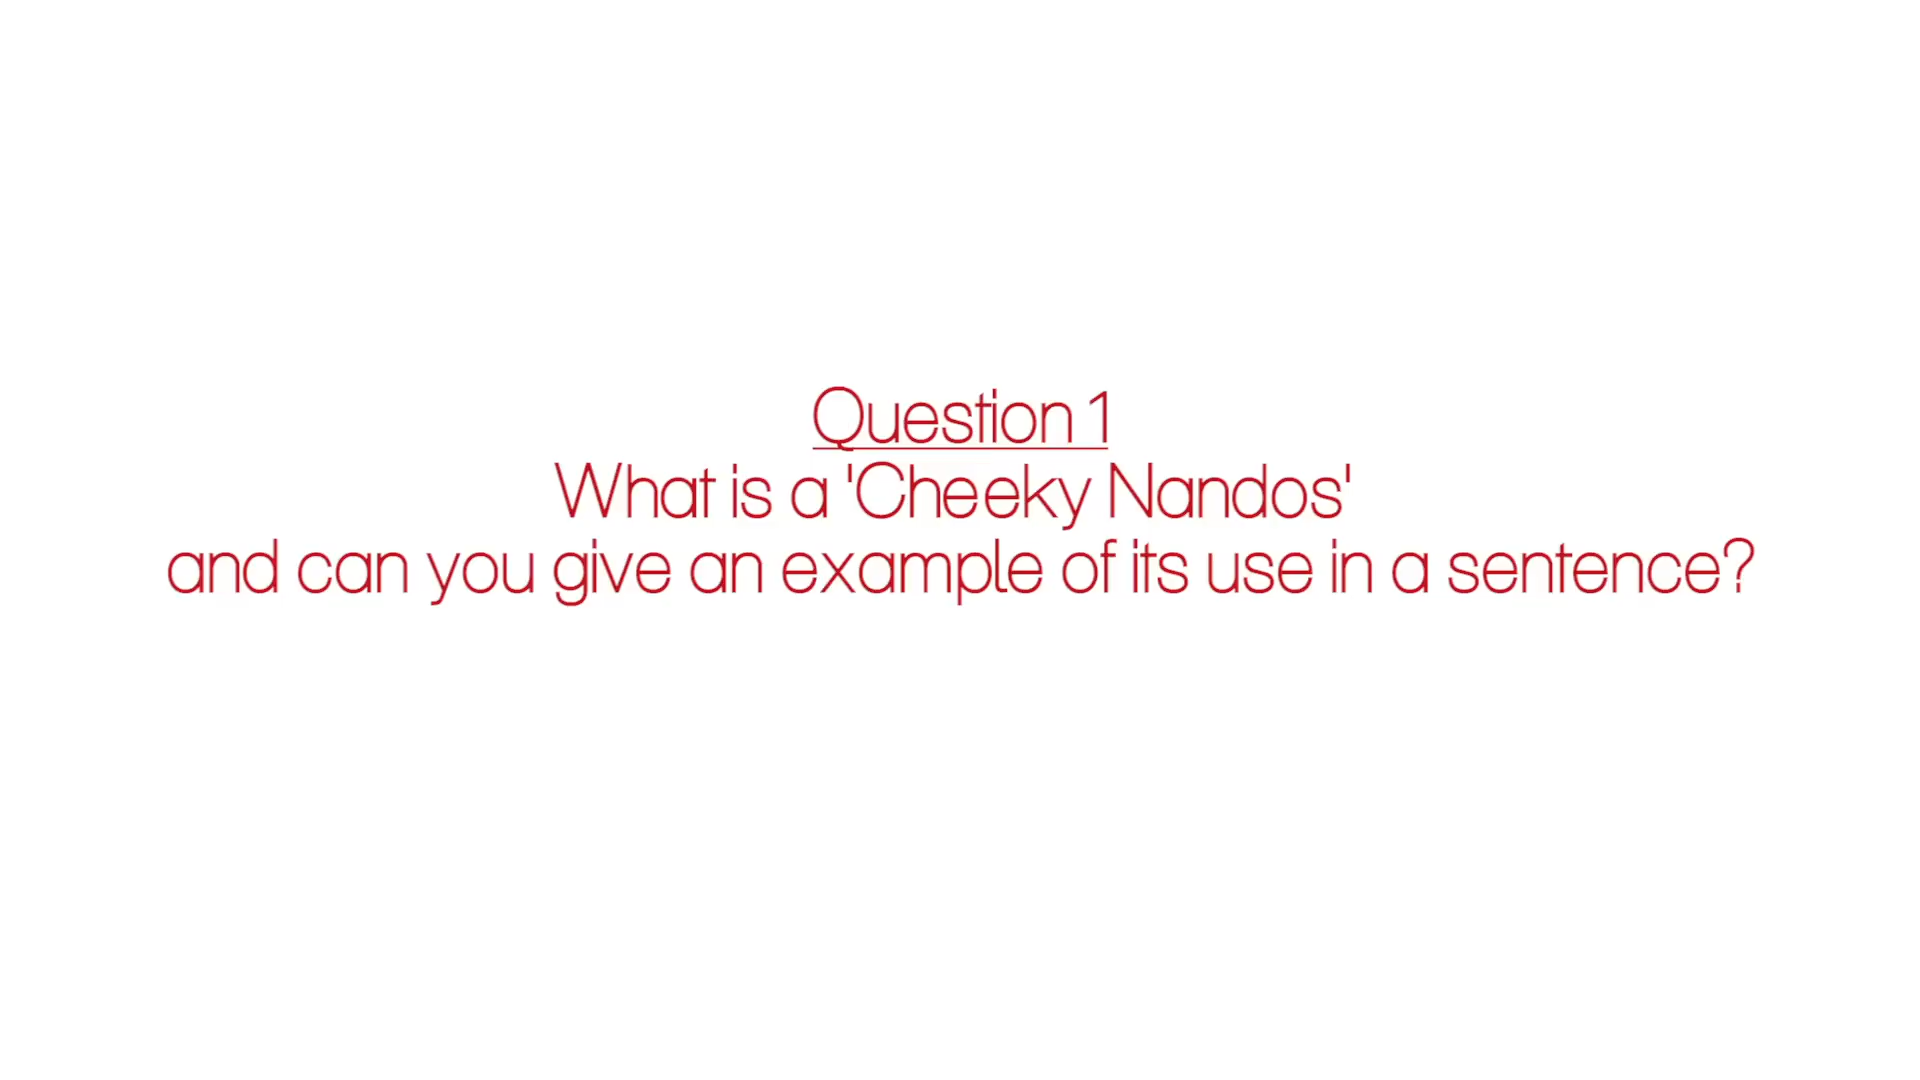 Question 1
What is a 'Cheeky Nandos'
and can you give an example of its use in a sentence?